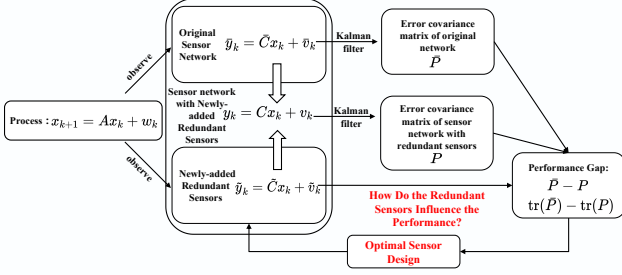 Process : $x_{k+1} = Ax_k + w_k$
observe
observe
Original
Sensor
Network
$\bar{y}_k = \bar{C}x_k + \bar{v}_k$
Sensor network
with Newly-
added
Redundant
Sensors
$y_k = Cx_k + v_k$
Newly-added
Redundant
Sensors
$\tilde{y}_k = \tilde{C}x_k + \tilde{v}_k$
Kalman
filter
Error covariance
matrix of original
network
$\bar{P}$
Kalman
filter
Error covariance
matrix of sensor
network with
redundant sensors
$P$
How Do the Redundant
Sensors Influence the
Performance?
Performance Gap:
$\bar{P} - P$
$\mathrm{tr}(\bar{P}) - \mathrm{tr}(P)$
Optimal Sensor
Design